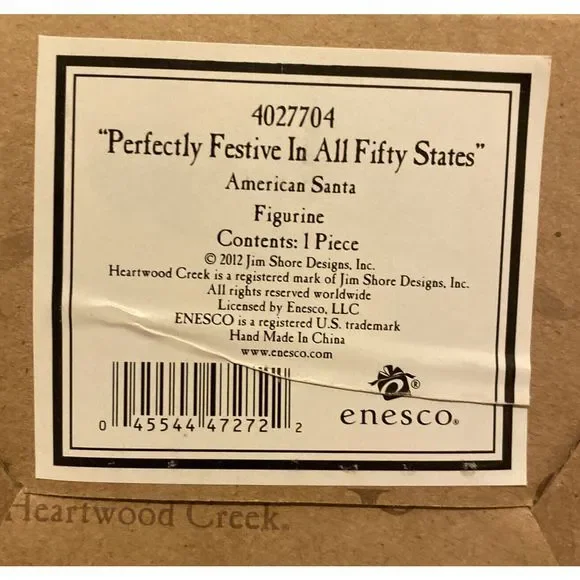 4027704
"Perfectly Festive In All Fifty States"
American Santa
Figurine
Contents: 1 Piece
© 2012 Jim Shore Designs, Inc.
Heartwood Creek is a registered mark of Jim Shore Designs, Inc.
All rights reserved worldwide
Licensed by Enesco, LLC
ENESCO is a registered U.S. trademark
Hand Made In China
www.enesco.com
0 45544 47272 2
e®
enesco®
Heartwood Creek®